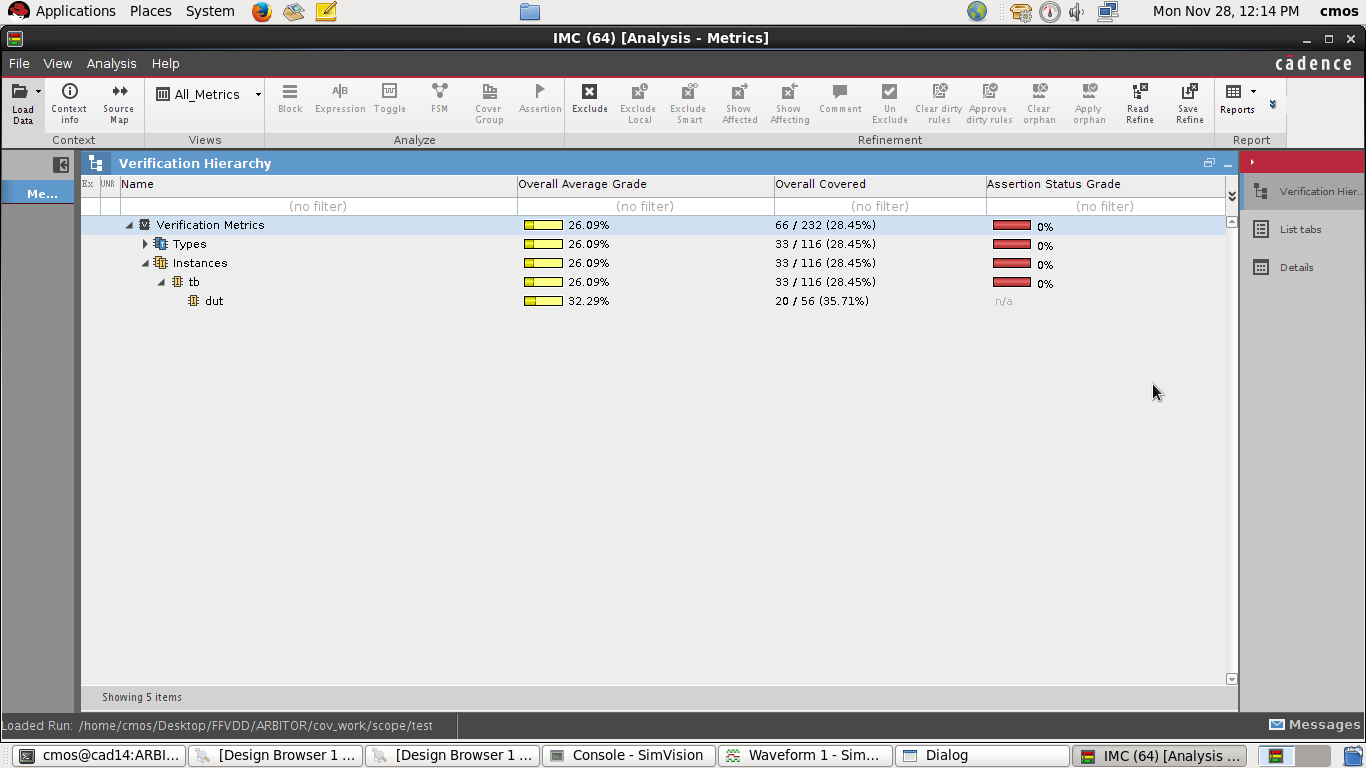 Applications Places System Mon Nov 28, 12:14 PM cmos
IMC (64) [Analysis - Metrics]
File View Analysis Help cādence
Load Data Context info Source Map All_Metrics Block Expression Toggle FSM Cover Group Assertion Exclude Exclude Local Exclude Smart Show Affected Show Affecting Comment Un Exclude Clear dirty rules Approve dirty rules Clear orphan Apply orphan Read Refine Save Refine Reports
Context Views Analyze Refinement Report
Verification Hierarchy
Me...
Ex UNR Name Overall Average Grade Overall Covered Assertion Status Grade
(no filter) (no filter) (no filter) (no filter)
Verification Metrics 26.09% 66 / 232 (28.45%) 0%
Types 26.09% 33 / 116 (28.45%) 0%
Instances 26.09% 33 / 116 (28.45%) 0%
tb 26.09% 33 / 116 (28.45%) 0%
dut 32.29% 20 / 56 (35.71%) n/a
Verification Hier...
List tabs
Details
Showing 5 items
Loaded Run: /home/cmos/Desktop/FFVDD/ARBITOR/cov_work/scope/test Messages
cmos@cad14:ARBI... [Design Browser 1 ... [Design Browser 1 ... Console - SimVision Waveform 1 - Sim... Dialog IMC (64) [Analysis ...